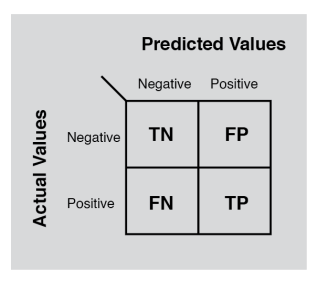 Predicted Values
Negative Positive
Actual Values
Negative TN FP
Positive FN TP